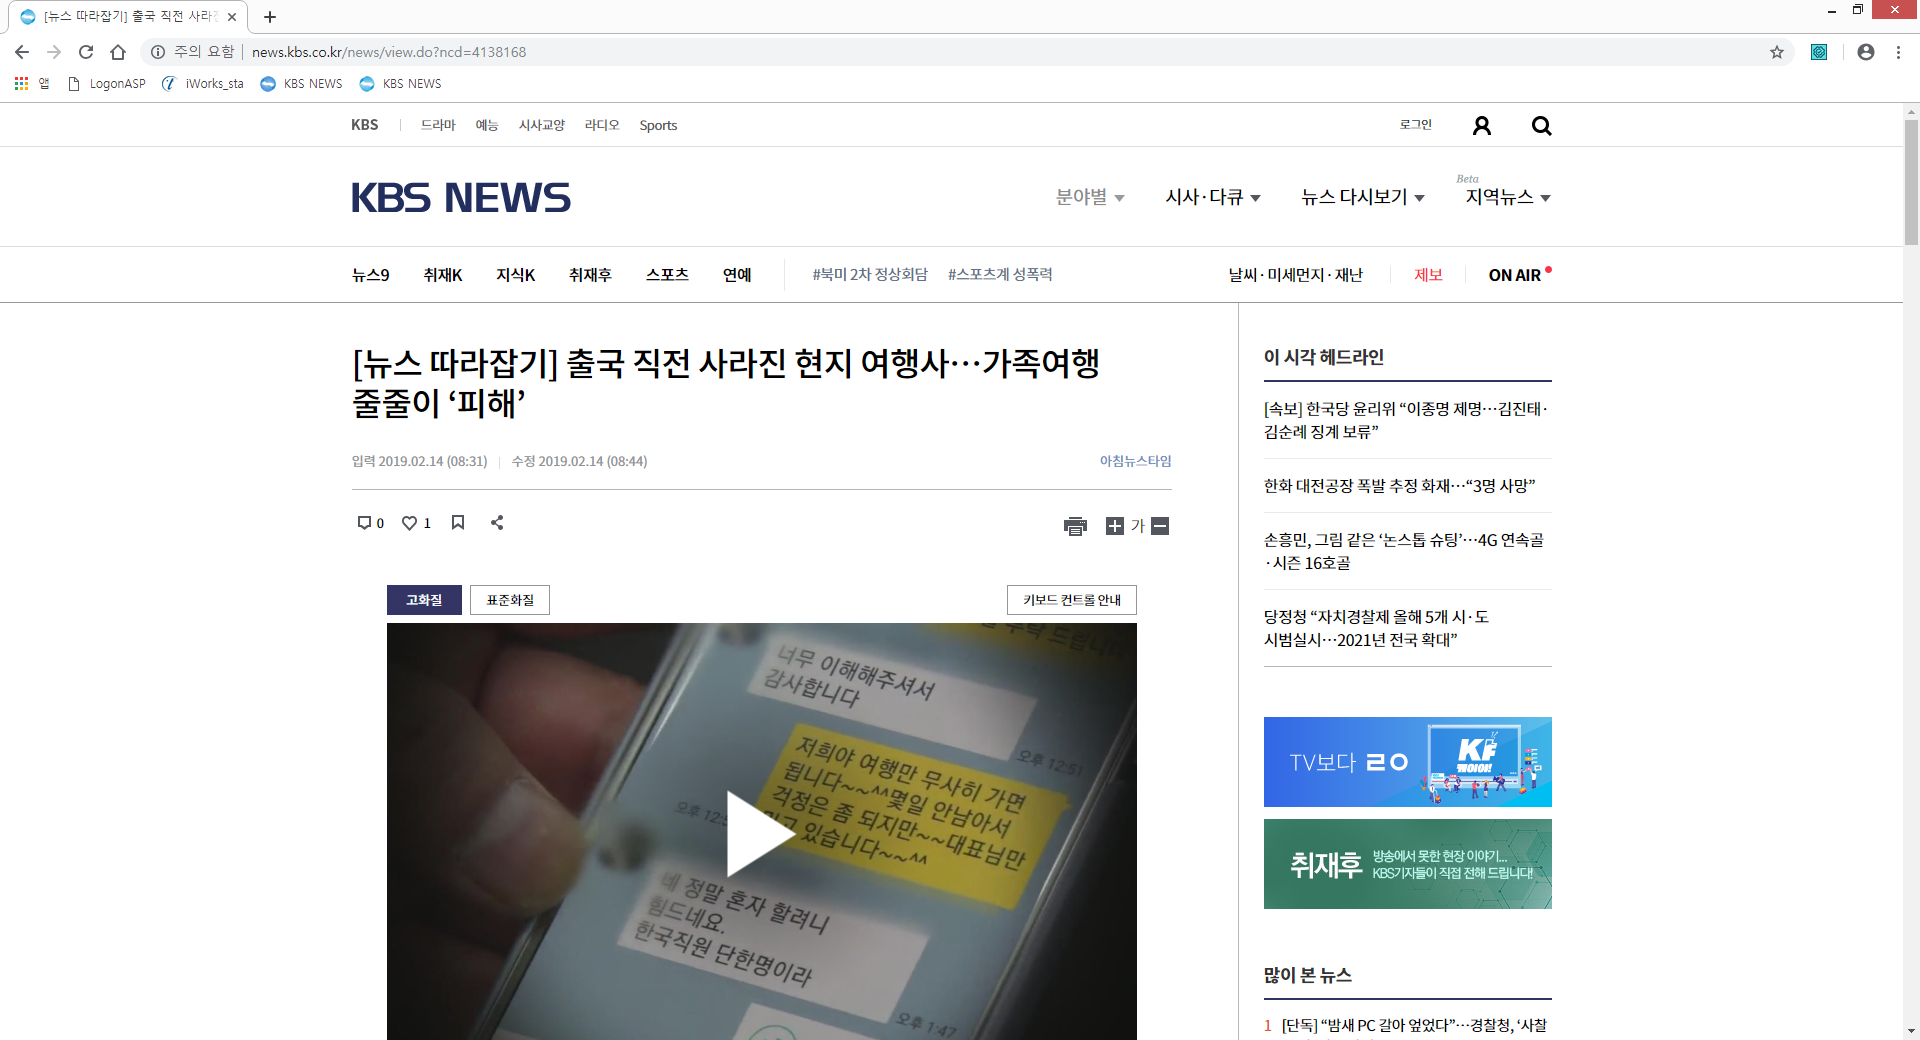 [뉴스 따라잡기] 출국 직전 사라진
주의 요함 news.kbs.co.kr/news/view.do?ncd=4138168
앱 LogonASP iWorks_sta KBS NEWS KBS NEWS
KBS 드라마 예능 시사교양 라디오 Sports 로그인
KBS NEWS
Beta
분야별 시사·다큐 뉴스 다시보기 지역뉴스
뉴스9 취재K 지식K 취재후 스포츠 연예 #북미 2차 정상회담 #스포츠계 성폭력 날씨·미세먼지·재난 제보 ON AIR
[뉴스 따라잡기] 출국 직전 사라진 현지 여행사…가족여행
줄줄이 ‘피해’
입력 2019.02.14 (08:31) 수정 2019.02.14 (08:44) 아침뉴스타임
0 1 가
고화질 표준화질 키보드 컨트롤 안내
너무 이해해주셔서
감사합니다
오후 12:51
저희야 여행만 무사히 가면
됩니다~~^^몇일 안남아서
걱정은 좀 되지만~~대표님만
있습니다~~^^
네 정말 혼자 할려니
힘드네요.
한국직원 단한명이라
오후 1:47
이 시각 헤드라인
[속보] 한국당 윤리위 “이종명 제명…김진태·
김순례 징계 보류”
한화 대전공장 폭발 추정 화재…“3명 사망”
손흥민, 그림 같은 ‘논스톱 슈팅’…4G 연속골
·시즌 16호골
당정청 “자치경찰제 올해 5개 시·도
시범실시…2021년 전국 확대”
TV보다 ㄹㅇ
KF 케이야!
취재후 방송에서 못한 현장 이야기...
KBS기자들이 직접 전해 드립니다!
많이 본 뉴스
1 [단독] “밤새 PC 갈아 엎었다”…경찰청, ‘사찰